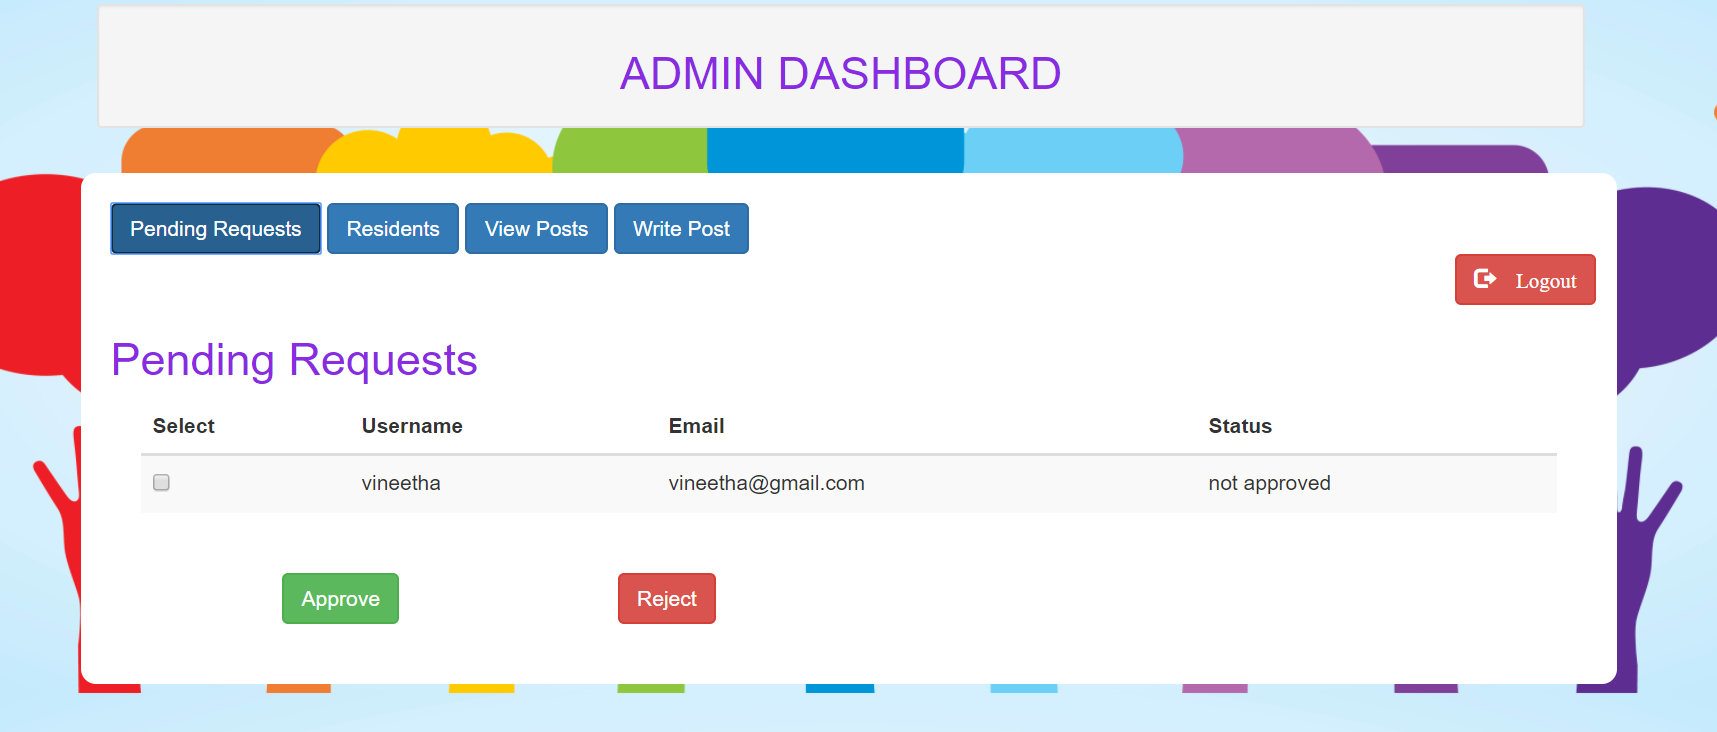 ADMIN DASHBOARD
Pending Requests Residents View Posts Write Post
Logout
Pending Requests
Select Username Email Status
vineetha vineetha@gmail.com not approved
Approve Reject